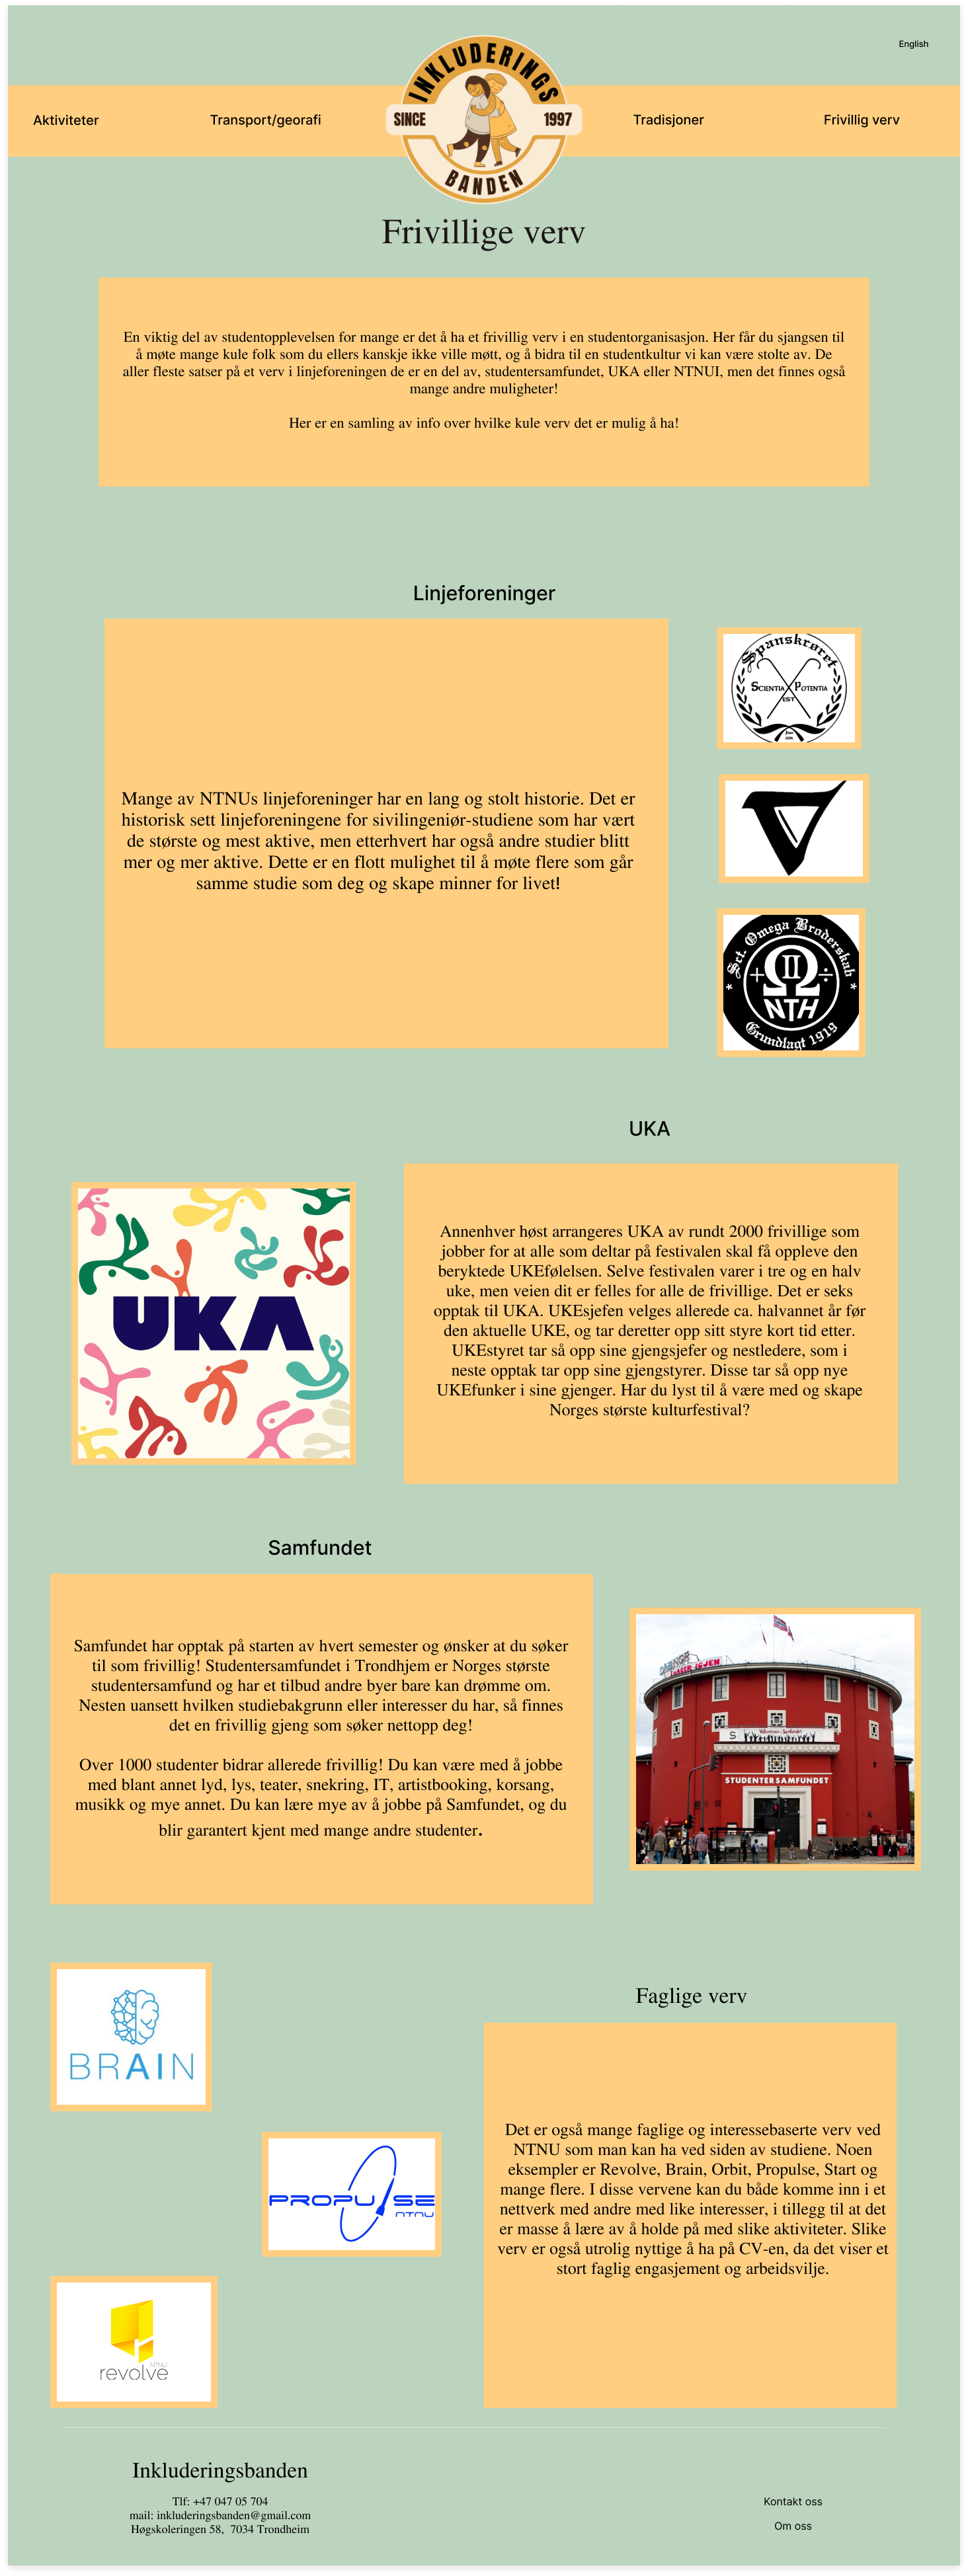 English
INKLUDERINGS
SINCE 1997
BANDEN
Aktiviteter
Transport/georafi
Tradisjoner
Frivillig verv
Frivillige verv
En viktig del av studentopplevelsen for mange er det å ha et frivillig verv i en studentorganisasjon. Her får du sjangsen til
å møte mange kule folk som du ellers kanskje ikke ville møtt, og å bidra til en studentkultur vi kan være stolte av. De
aller fleste satser på et verv i linjeforeningen de er en del av, studentersamfundet, UKA eller NTNUI, men det finnes også
mange andre muligheter!
Her er en samling av info over hvilke kule verv det er mulig å ha!
Linjeforeninger
Mange av NTNUs linjeforeninger har en lang og stolt historie. Det er
historisk sett linjeforeningene for sivilingeniør-studiene som har vært
de største og mest aktive, men etterhvert har også andre studier blitt
mer og mer aktive. Dette er en flott mulighet til å møte flere som går
samme studie som deg og skape minner for livet!
Spanskrøret
SCIENTIA POTENTIA
EST
Sct. Omega Broderskab
+ Ω ÷
II
NTH
Grundlagt 1919
UKA
UKA
Annenhver høst arrangeres UKA av rundt 2000 frivillige som
jobber for at alle som deltar på festivalen skal få oppleve den
beryktede UKEfølelsen. Selve festivalen varer i tre og en halv
uke, men veien dit er felles for alle de frivillige. Det er seks
opptak til UKA. UKEsjefen velges allerede ca. halvannet år før
den aktuelle UKE, og tar deretter opp sitt styre kort tid etter.
UKEstyret tar så opp sine gjengsjefer og nestledere, som i
neste opptak tar opp sine gjengstyrer. Disse tar så opp nye
UKEfunker i sine gjenger. Har du lyst til å være med og skape
Norges største kulturfestival?
Samfundet
Samfundet har opptak på starten av hvert semester og ønsker at du søker
til som frivillig! Studentersamfundet i Trondhjem er Norges største
studentersamfund og har et tilbud andre byer bare kan drømme om.
Nesten uansett hvilken studiebakgrunn eller interesser du har, så finnes
det en frivillig gjeng som søker nettopp deg!
Over 1000 studenter bidrar allerede frivillig! Du kan være med å jobbe
med blant annet lyd, lys, teater, snekring, IT, artistbooking, korsang,
musikk og mye annet. Du kan lære mye av å jobbe på Samfundet, og du
blir garantert kjent med mange andre studenter.
S
STUDENTERSAMFUNDET
BRAIN
PROPULSE
NTNU
NTNU
revolve
Faglige verv
Det er også mange faglige og interessebaserte verv ved
NTNU som man kan ha ved siden av studiene. Noen
eksempler er Revolve, Brain, Orbit, Propulse, Start og
mange flere. I disse vervene kan du både komme inn i et
nettverk med andre med like interesser, i tillegg til at det
er masse å lære av å holde på med slike aktiviteter. Slike
verv er også utrolig nyttige å ha på CV-en, da det viser et
stort faglig engasjement og arbeidsvilje.
Inkluderingsbanden
Tlf: +47 047 05 704
mail: inkluderingsbanden@gmail.com
Høgskoleringen 58, 7034 Trondheim
Kontakt oss
Om oss